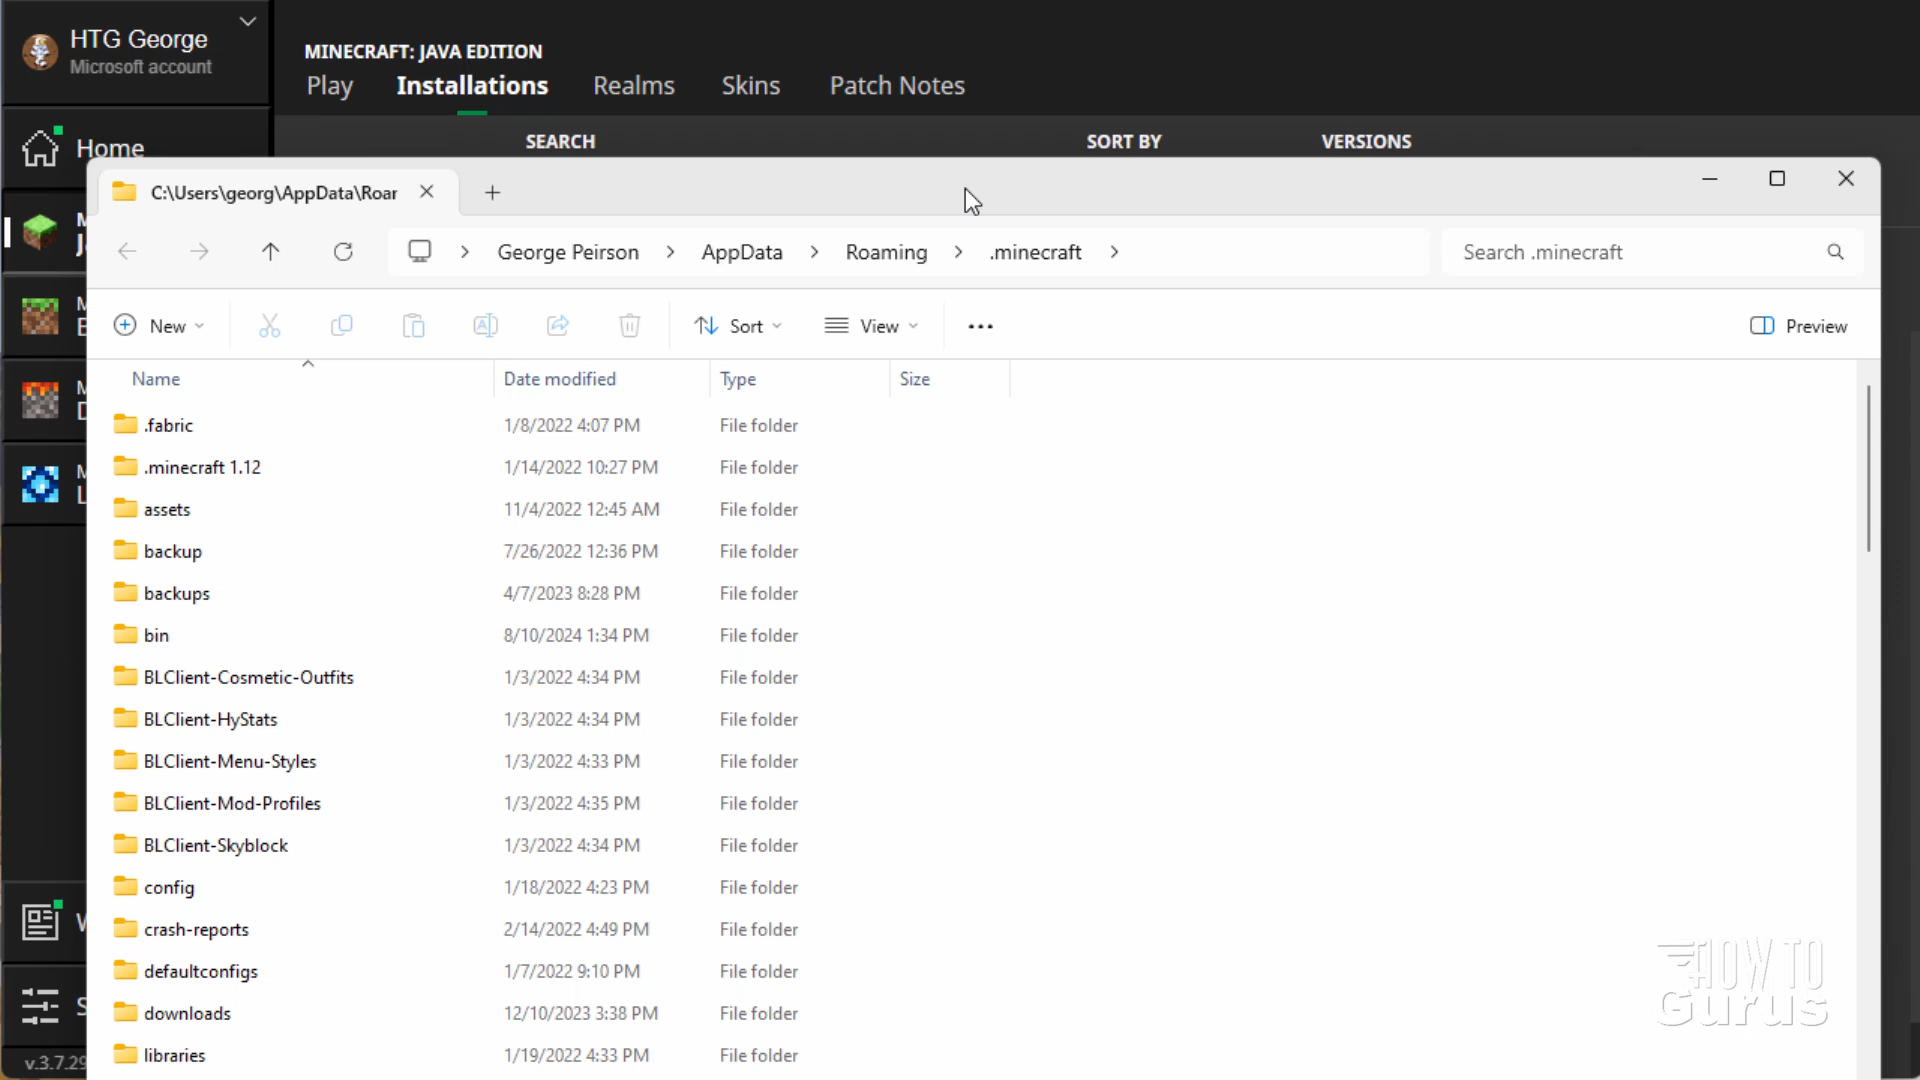 HTG George
Microsoft account
MINECRAFT: JAVA EDITION
Play Installations Realms Skins Patch Notes
Home
SEARCH SORT BY VERSIONS
C:\Users\georg\AppData\Roar
George Peirson > AppData > Roaming > .minecraft >
Search .minecraft
New Sort View ••• Preview
Name Date modified Type Size
.fabric 1/8/2022 4:07 PM File folder
.minecraft 1.12 1/14/2022 10:27 PM File folder
assets 11/4/2022 12:45 AM File folder
backup 7/26/2022 12:36 PM File folder
backups 4/7/2023 8:28 PM File folder
bin 8/10/2024 1:34 PM File folder
BLClient-Cosmetic-Outfits 1/3/2022 4:34 PM File folder
BLClient-HyStats 1/3/2022 4:34 PM File folder
BLClient-Menu-Styles 1/3/2022 4:33 PM File folder
BLClient-Mod-Profiles 1/3/2022 4:35 PM File folder
BLClient-Skyblock 1/3/2022 4:34 PM File folder
config 1/18/2022 4:23 PM File folder
crash-reports 2/14/2022 4:49 PM File folder
defaultconfigs 1/7/2022 9:10 PM File folder
downloads 12/10/2023 3:38 PM File folder
libraries 1/19/2022 4:33 PM File folder
v.3.7.29
HOW TO
Gurus